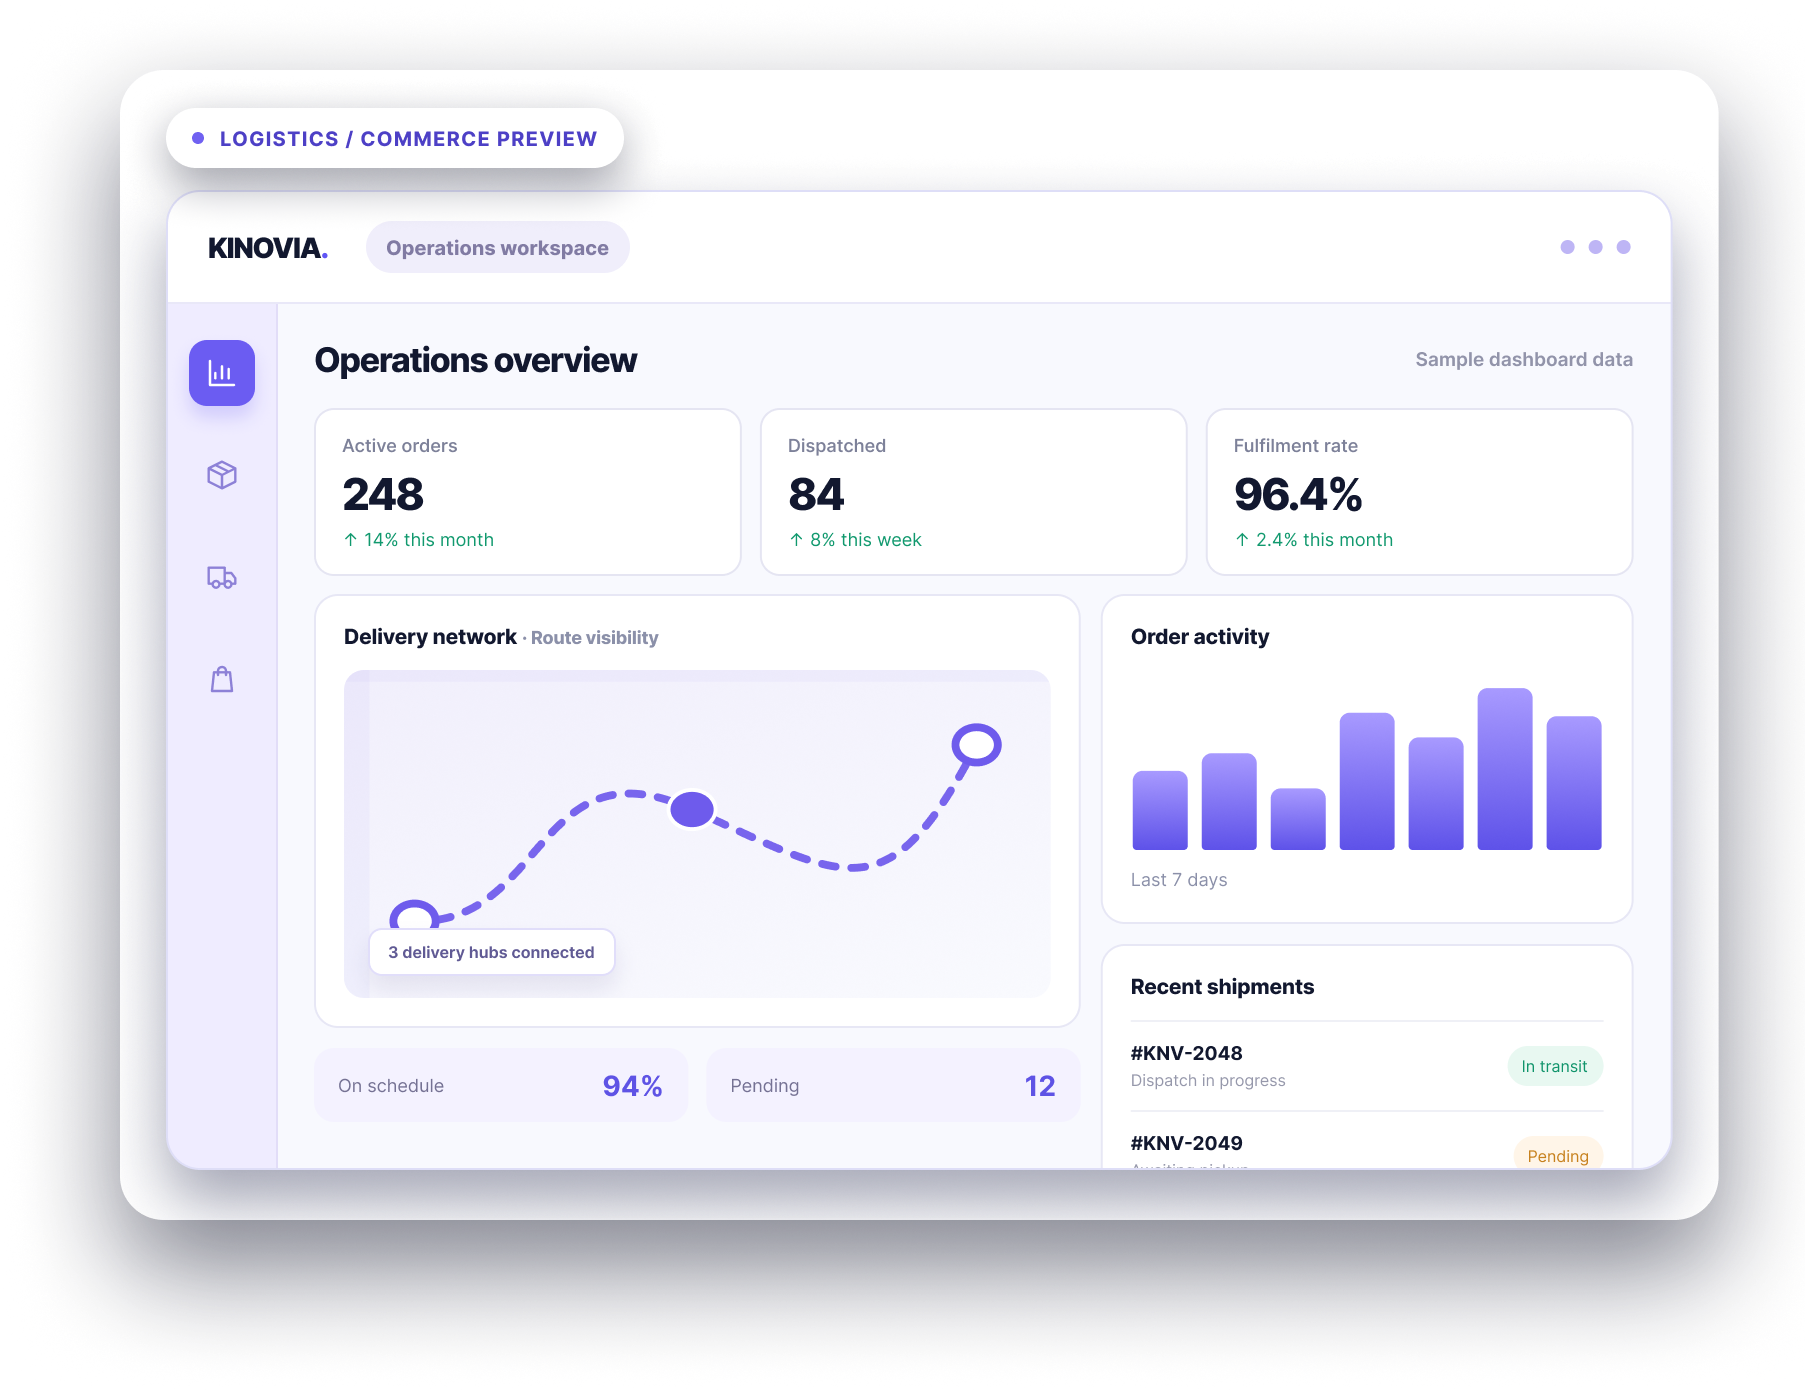 LOGISTICS / COMMERCE PREVIEW
KINOVIA.
Operations workspace
Operations overview
Sample dashboard data
Active orders
248
↑ 14% this month
Dispatched
84
↑ 8% this week
Fulfilment rate
96.4%
↑ 2.4% this month
Delivery network · Route visibility
3 delivery hubs connected
On schedule
94%
Pending
12
Order activity
Last 7 days
Recent shipments
#KNV-2048
Dispatch in progress
In transit
#KNV-2049
Pending